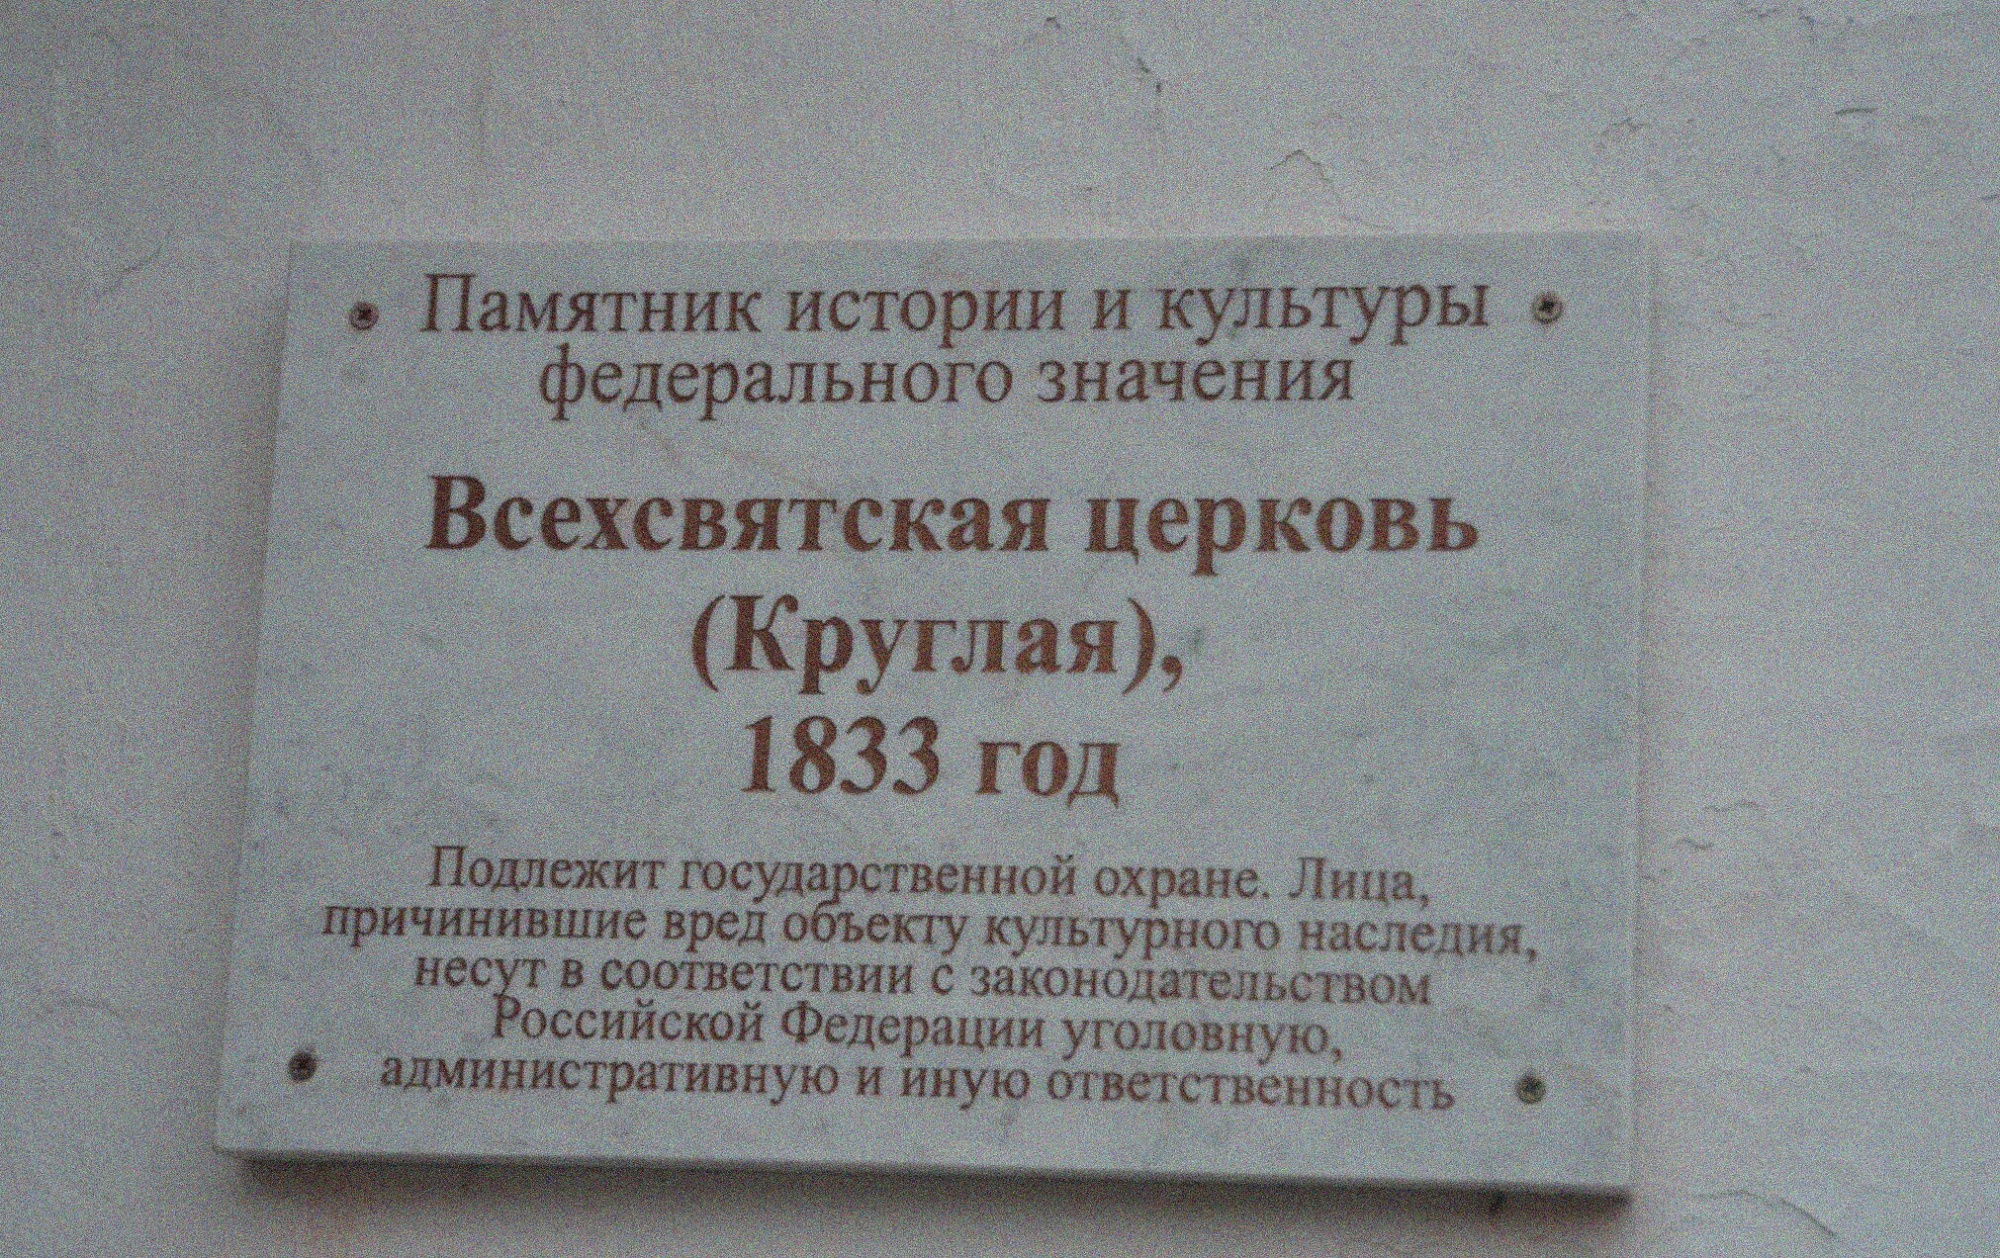 Памятник истории и культуры
федерального значения
Всехсвятская церковь
(Круглая),
1833 год
Подлежит государственной охране. Лица,
причинившие вред объекту культурного наследия,
несут в соответствии с законодательством
Российской Федерации уголовную,
административную и иную ответственность